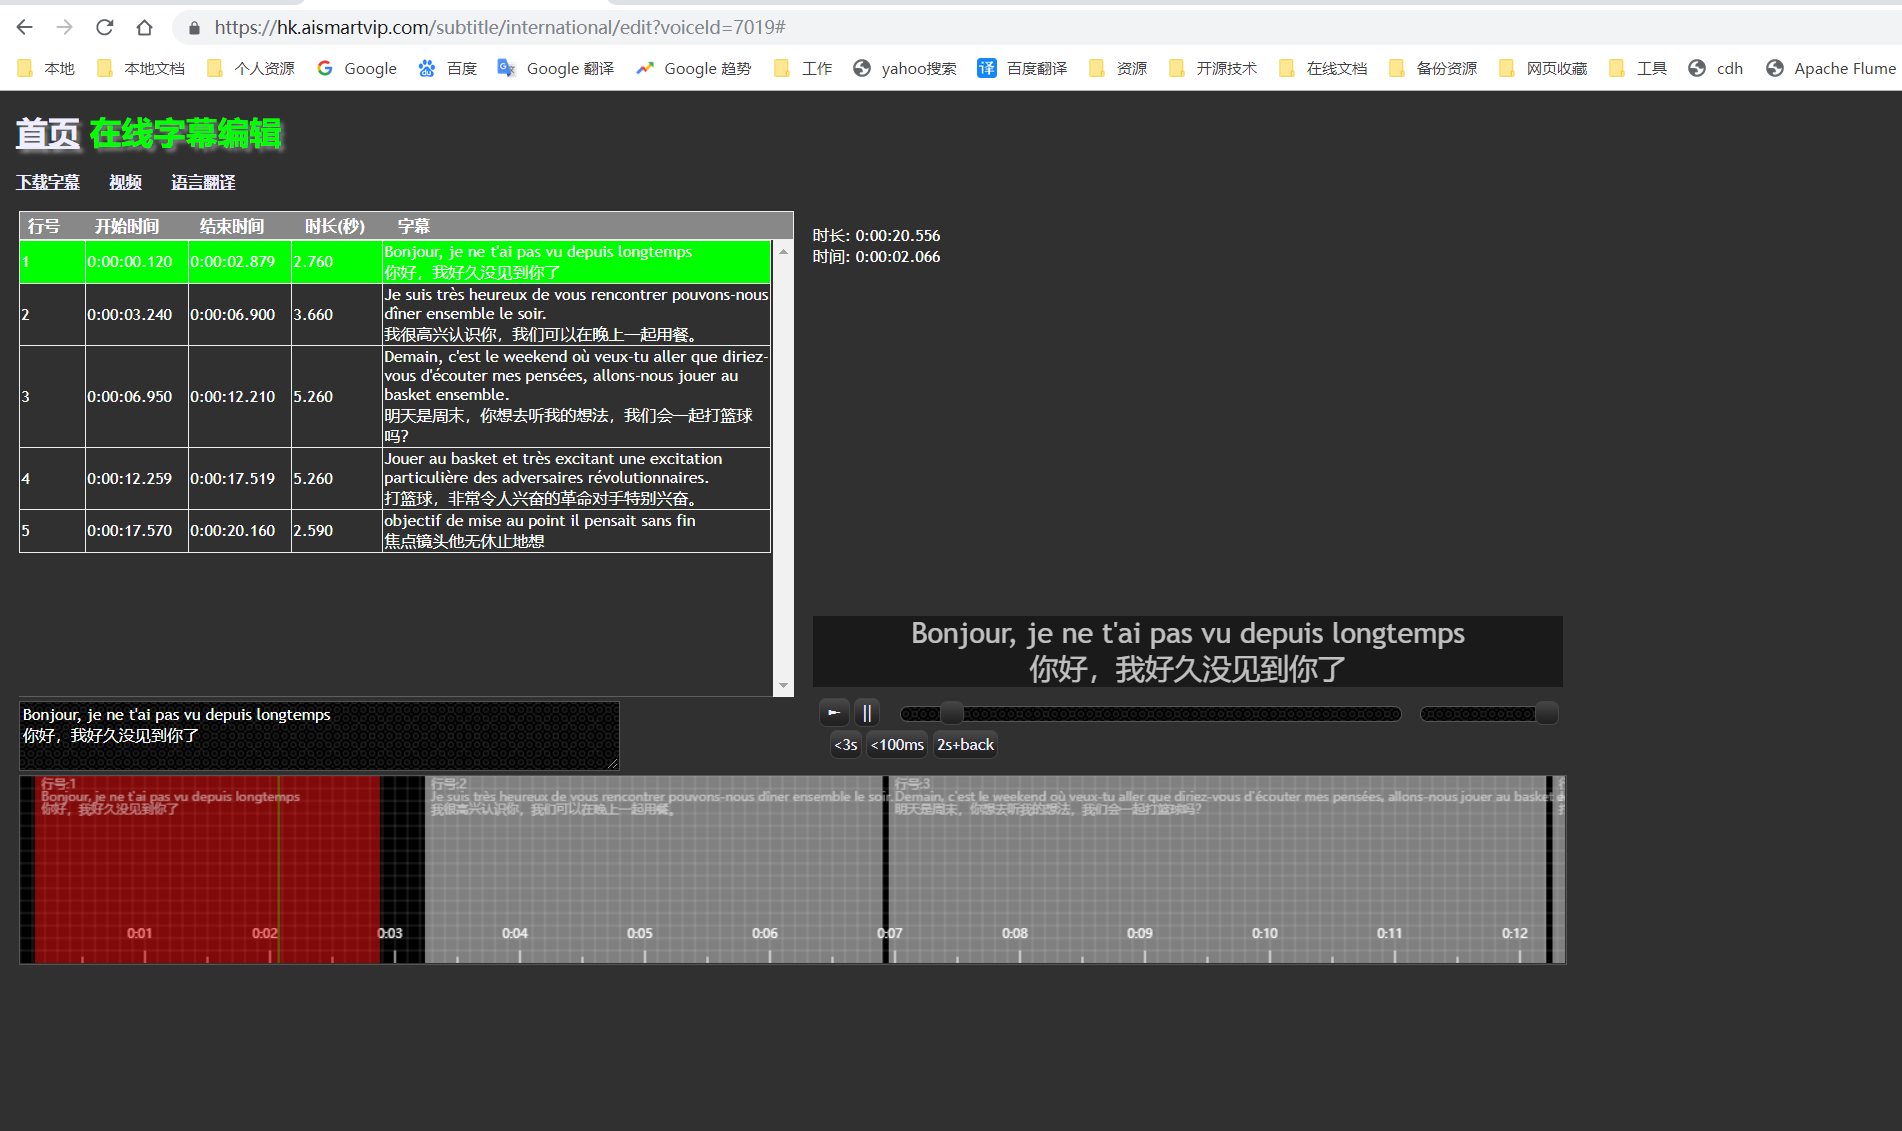 https://hk.aismartvip.com/subtitle/international/edit?voiceId=7019#
本地 本地文档 个人资源 Google 百度 Google 翻译 Google 趋势 工作 yahoo搜索 百度翻译 资源 开源技术 在线文档 备份资源 网页收藏 工具 cdh Apache Flume
首页 在线字幕编辑
下载字幕 视频 语言翻译
行号 开始时间 结束时间 时长(秒) 字幕
1 0:00:00.120 0:00:02.879 2.760 Bonjour, je ne t'ai pas vu depuis longtemps
你好，我好久没见到你了
2 0:00:03.240 0:00:06.900 3.660 Je suis très heureux de vous rencontrer pouvons-nous
dîner ensemble le soir.
我很高兴认识你，我们可以在晚上一起用餐。
3 0:00:06.950 0:00:12.210 5.260 Demain, c'est le weekend où veux-tu aller que diriez-
vous d'écouter mes pensées, allons-nous jouer au
basket ensemble.
明天是周末，你想去听我的想法，我们会一起打篮球
吗?
4 0:00:12.259 0:00:17.519 5.260 Jouer au basket et très excitant une excitation
particulière des adversaires révolutionnaires.
打篮球，非常令人兴奋的革命对手特别兴奋。
5 0:00:17.570 0:00:20.160 2.590 objectif de mise au point il pensait sans fin
焦点镜头他无休止地想
时长: 0:00:20.556
时间: 0:00:02.066
Bonjour, je ne t'ai pas vu depuis longtemps
你好，我好久没见到你了
<3s <100ms 2s+back
Bonjour, je ne t'ai pas vu depuis longtemps
你好，我好久没见到你了
行号:1
Bonjour, je ne t'ai pas vu depuis longtemps
你好，我好久没见到你了
行号:2
Je suis très heureux de vous rencontrer pouvons-nous dîner ensemble le soir.
我很高兴认识你，我们可以在晚上一起用餐。
行号:3
Demain, c'est le weekend où veux-tu aller que diriez-vous d'écouter mes pensées, allons-nous jouer au basket
明天是周末，你想去听我的想法，我们会一起打篮球吗?
0:01 0:02 0:03 0:04 0:05 0:06 0:07 0:08 0:09 0:10 0:11 0:12